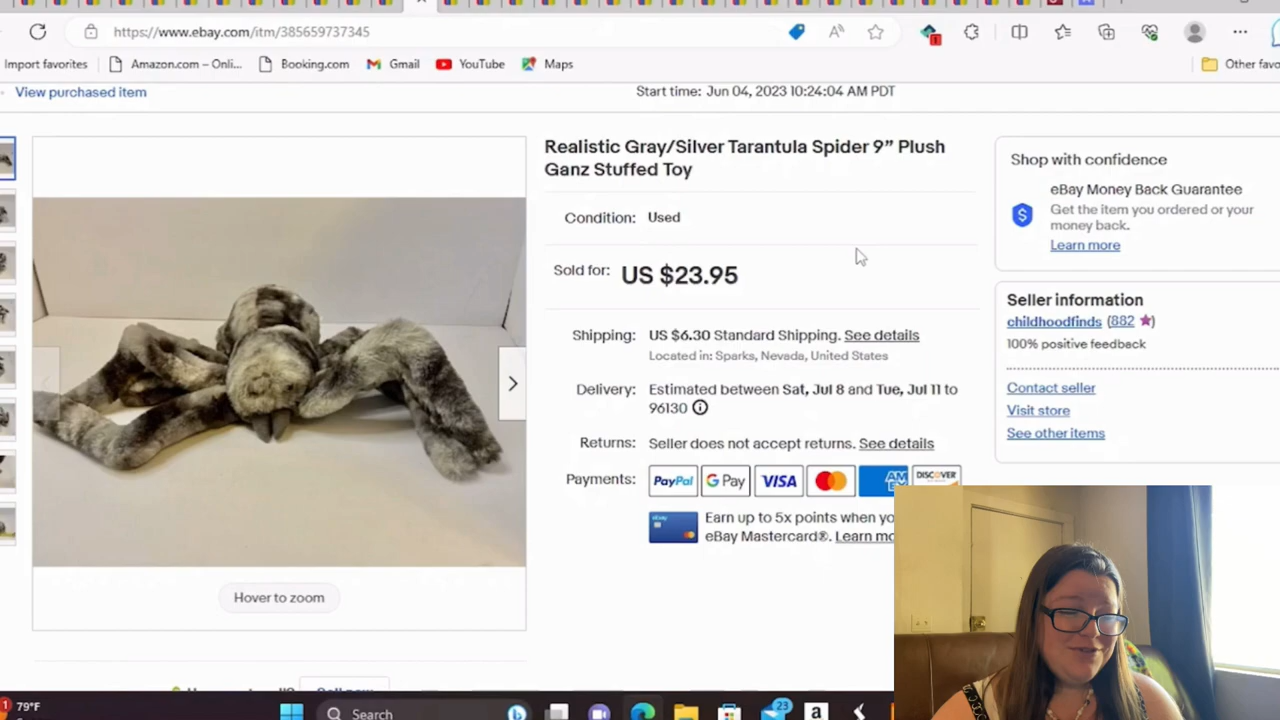 https://www.ebay.com/itm/385659737345
Import favorites
Amazon.com – Onli...
Booking.com
Gmail
YouTube
Maps
Other favo
View purchased item
Start time: Jun 04, 2023 10:24:04 AM PDT
Realistic Gray/Silver Tarantula Spider 9” Plush
Ganz Stuffed Toy
Condition: Used
Sold for: US $23.95
Shipping: US $6.30 Standard Shipping. See details
Located in: Sparks, Nevada, United States
Delivery: Estimated between Sat, Jul 8 and Tue, Jul 11 to
96130
Returns: Seller does not accept returns. See details
Payments: PayPal G Pay VISA AM DISCOVER
Earn up to 5x points when yo
eBay Mastercard®. Learn mo
Hover to zoom
Shop with confidence
eBay Money Back Guarantee
Get the item you ordered or your
money back.
Learn more
Seller information
childhoodfinds (882)
100% positive feedback
Contact seller
Visit store
See other items
79°F
Search
23